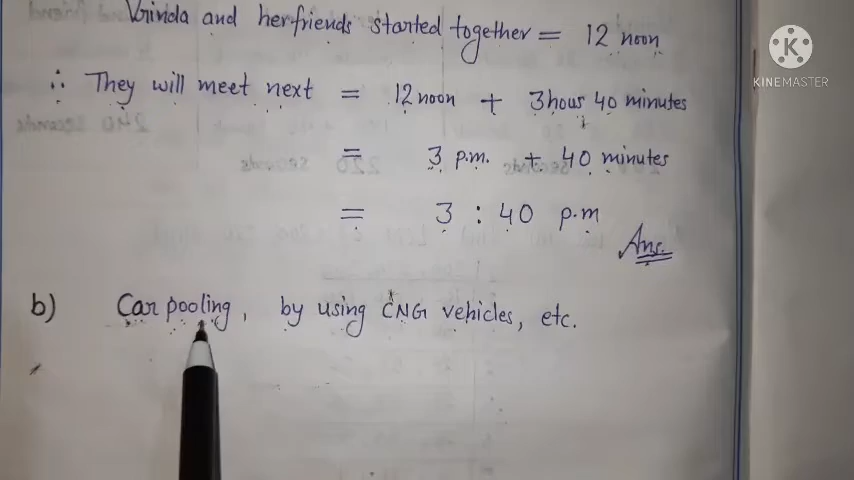 Vrinda and her friends started together = 12 noon
∴ They will meet next = 12 noon + 3 hous 40 minutes
= 3 p.m. + 40 minutes
= 3 : 40 p.m
Ans.
b) Car pooling, by using CNG vehicles, etc.
K
KINEMASTER